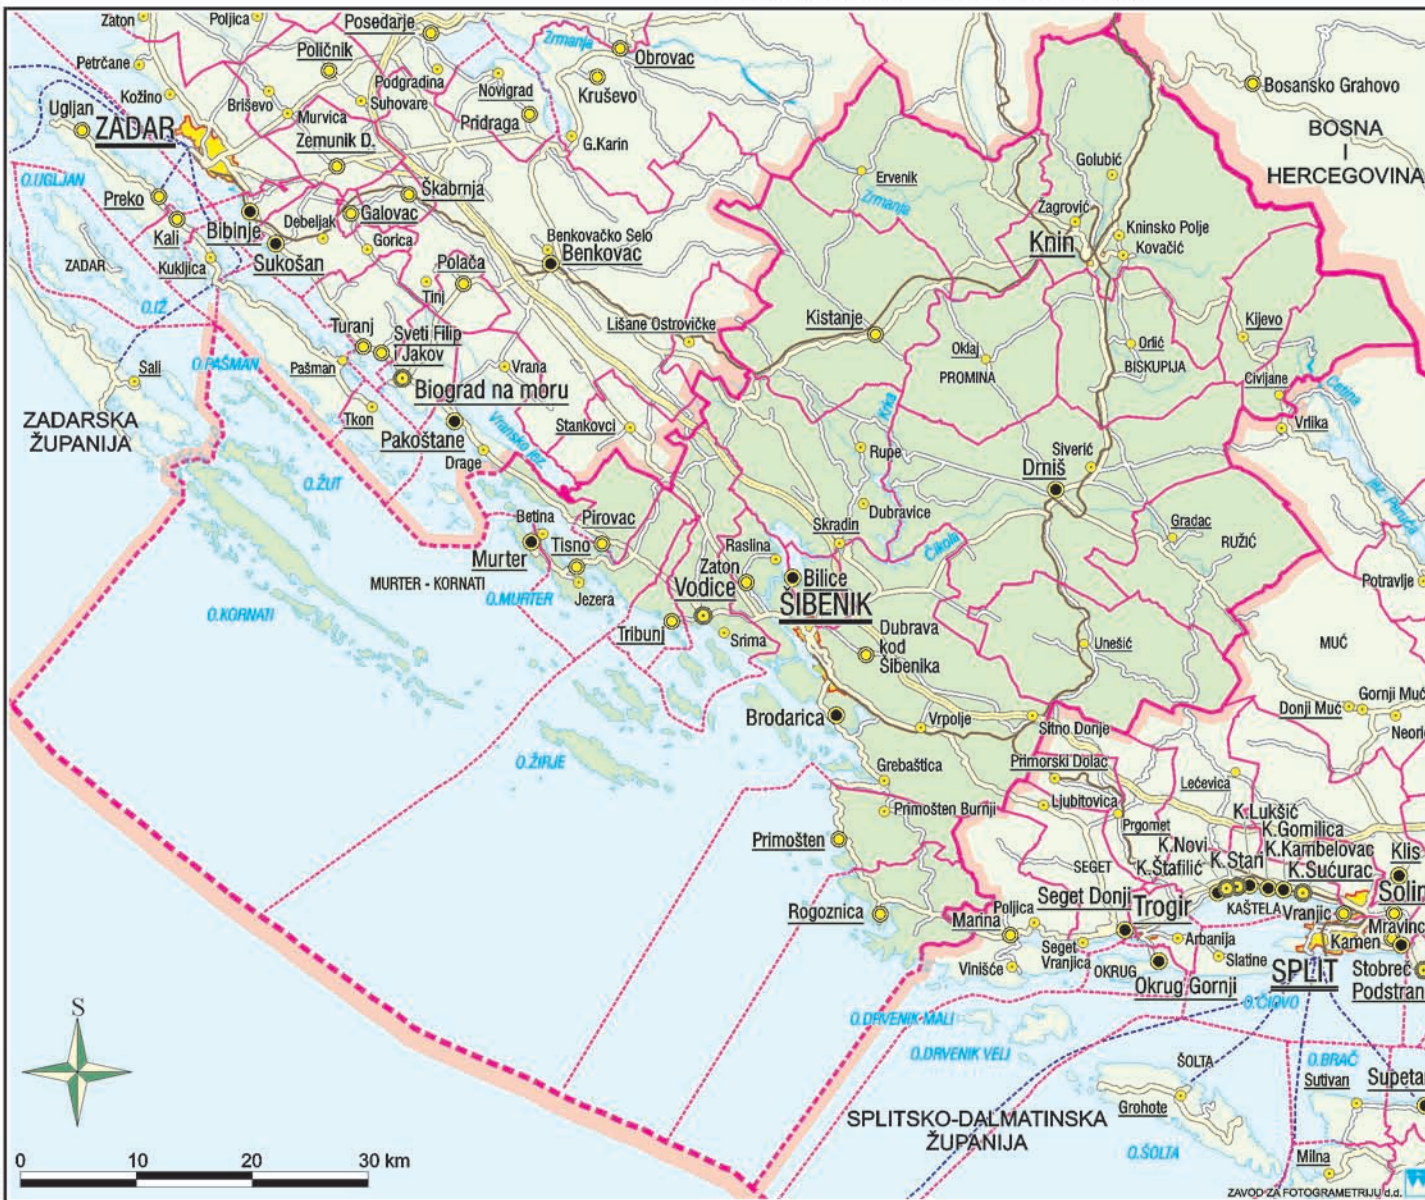 Zaton
Poljica
Posedarje
Zrmanja
Obrovac
Petrčane
Poličnik
Podgradina
Novigrad
Kruševo
Bosansko Grahovo
Kožino
Briševo
Suhovare
Ugljan
ZADAR
Murvica
Pridraga
G.Karin
BOSNA
I
HERCEGOVINA
Zemunik D.
Golubić
O.UGLJAN
Ervenik
Preko
Škabrnja
Zrmanja
Kali
Bibinje
Debeljak
Galovac
Žagrović
Kninsko Polje
Knin
Kovačić
Kukljica
Sukošan
Gorica
Benkovačko Selo
Benkovac
ZADAR
Polača
Tinj
O.IŽ
Turanj
Sveti Filip
i Jakov
Lišane Ostrovičke
Kistanje
Kijevo
Oklaj
Orlić
PROMINA
BISKUPIJA
Sali
O.PAŠMAN
Pašman
Vrana
Biograd na moru
Civljane
Cetina
ZADARSKA
ŽUPANIJA
Tkon
Pakoštane
Vransko jez.
Stankovci
Krka
Vrlika
Drage
Rupe
Siverić
Drniš
O.ŽUT
jez. Peruća
Dubravice
Betina
Pirovac
Skradin
Gradac
Murter
Tisno
Raslina
Čikola
RUŽIĆ
MURTER - KORNATI
Zaton
Bilice
Potravlje
Jezera
Vodice
ŠIBENIK
O.MURTER
O.KORNATI
Tribunj
Srima
Dubrava
kod
Šibenika
Unešić
MUĆ
Gornji Muć
Donji Muć
Brodarica
Vrpolje
Sitno Donje
Neorić
O.ŽIRJE
Grebaštica
Primorski Dolac
Lećevica
Primošten Burnji
Ljubitovica
Prgomet
K.Lukšić
K.Gomilica
Primošten
K.Novi
K.Kambelovac
K.Štafilić
K.Stari
K.Sućurac
Klis
SEGET
Seget Donji
Trogir
KAŠTELA
Vranjic
Solin
Rogoznica
Marina
Poljica
Seget
Vranjica
Arbanija
Slatine
Kamen
Mravince
Vinišće
OKRUG
Okrug Gornji
SPLIT
Stobreč
Podstrana
O.ČIOVO
S
O.DRVENIK MALI
O.DRVENIK VELI
ŠOLTA
O.BRAČ
Sutivan
Supetar
Grohote
SPLITSKO-DALMATINSKA
ŽUPANIJA
O.ŠOLTA
Milna
0
10
20
30 km
ZAVOD ZA FOTOGRAMETRIJU d.d.